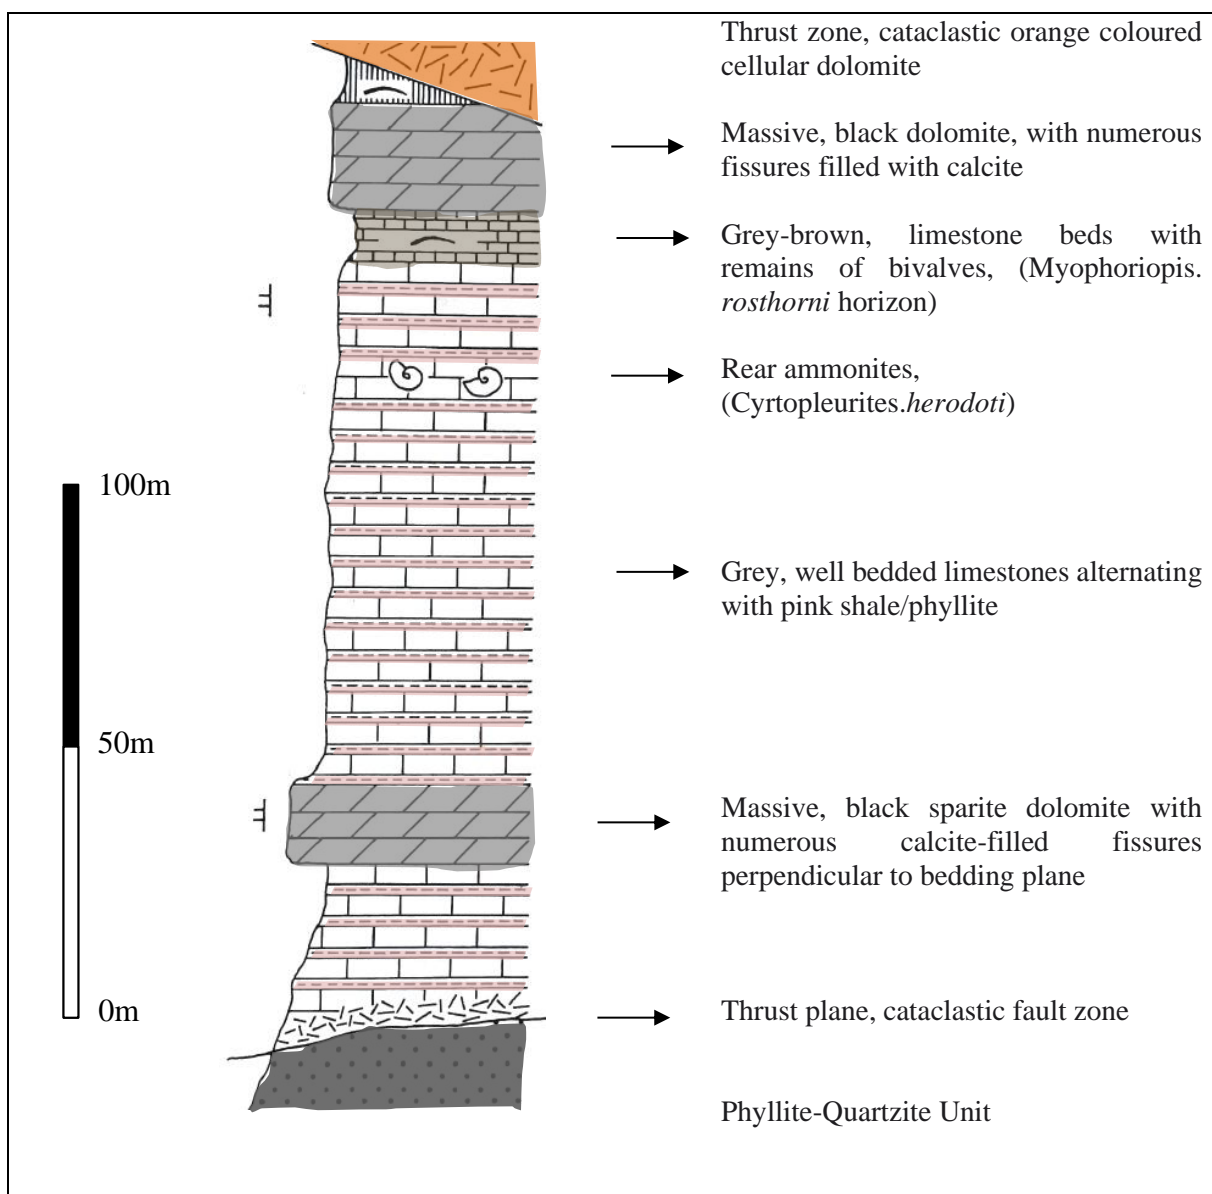 Thrust zone, cataclastic orange coloured
cellular dolomite
Massive, black dolomite, with numerous
fissures filled with calcite
Grey-brown, limestone beds with
remains of bivalves, (Myophoriopis.
rosthorni horizon)
Rear ammonites,
(Cyrtopleurites.herodoti)
100m
Grey, well bedded limestones alternating
with pink shale/phyllite
50m
Massive, black sparite dolomite with
numerous calcite-filled fissures
perpendicular to bedding plane
0m
Thrust plane, cataclastic fault zone
Phyllite-Quartzite Unit